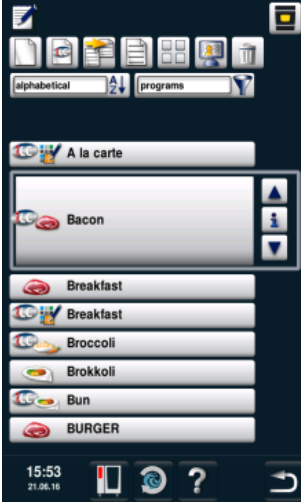 alphabetical A Z programs
A la carte
Bacon
i
Breakfast
Breakfast
Broccoli
Brokkoli
Bun
BURGER
15:53
21.06.16
?